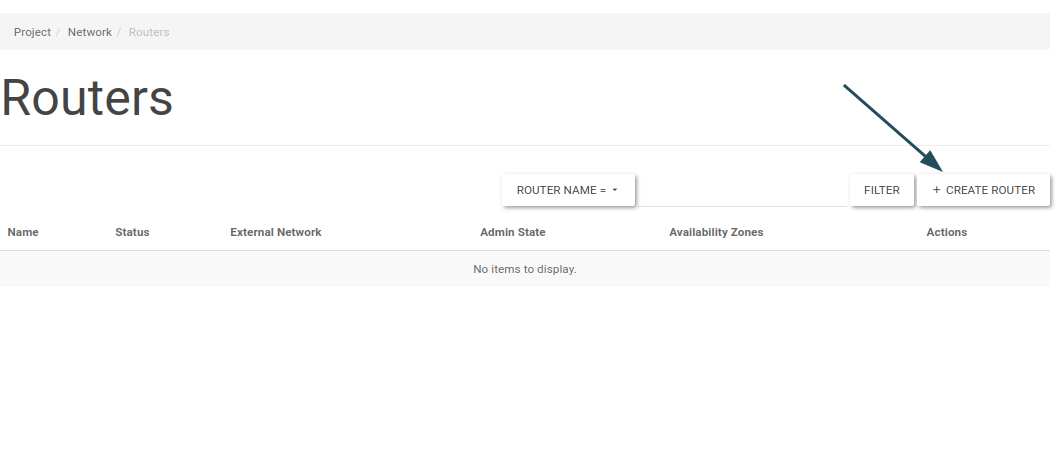 Project / Network / Routers
Routers
ROUTER NAME = FILTER + CREATE ROUTER
Name Status External Network Admin State Availability Zones Actions
No items to display.